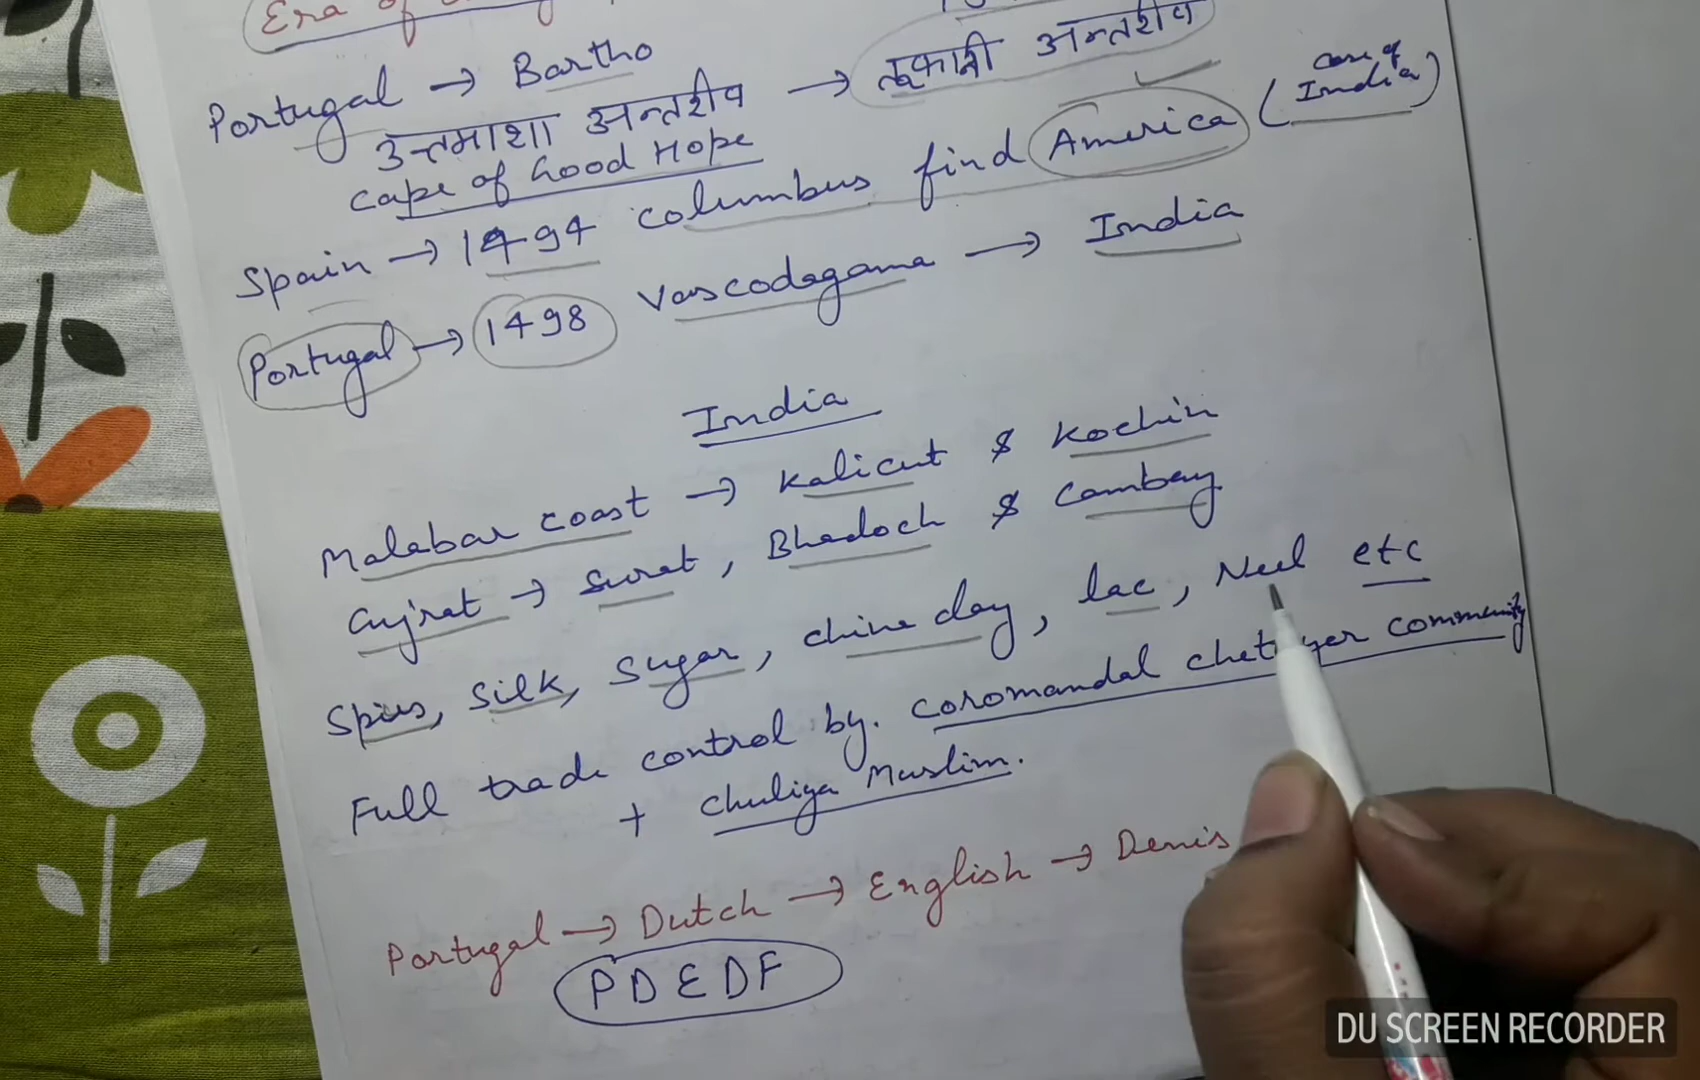 Era of
Portugal → Bartho
उत्तमाशा अन्तरीप → तूफानी अन्तरीप
Cape of Good Hope
Spain → 1494 Columbus find America ( India )
Portugal → 1498 Vascodagama → India
India
Malabar coast → Kalicut & Kochin
Gujrat → Surat, Bhadoch & Cambay
Spies, Silk, Sugar, chine clay, lac, Neel etc
Full trade control by. Coromandal community
+ Chuliya Muslim.
Portugal → Dutch → English → Denis
PDEDF
DU SCREEN RECORDER